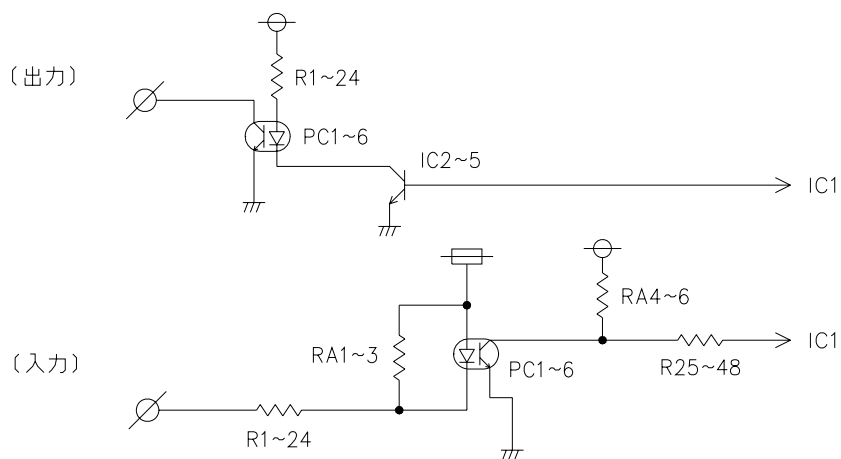 〔出力〕
R1~24
PC1~6
IC2~5
IC1
〔入力〕
RA4~6
RA1~3
IC1
PC1~6
R25~48
R1~24